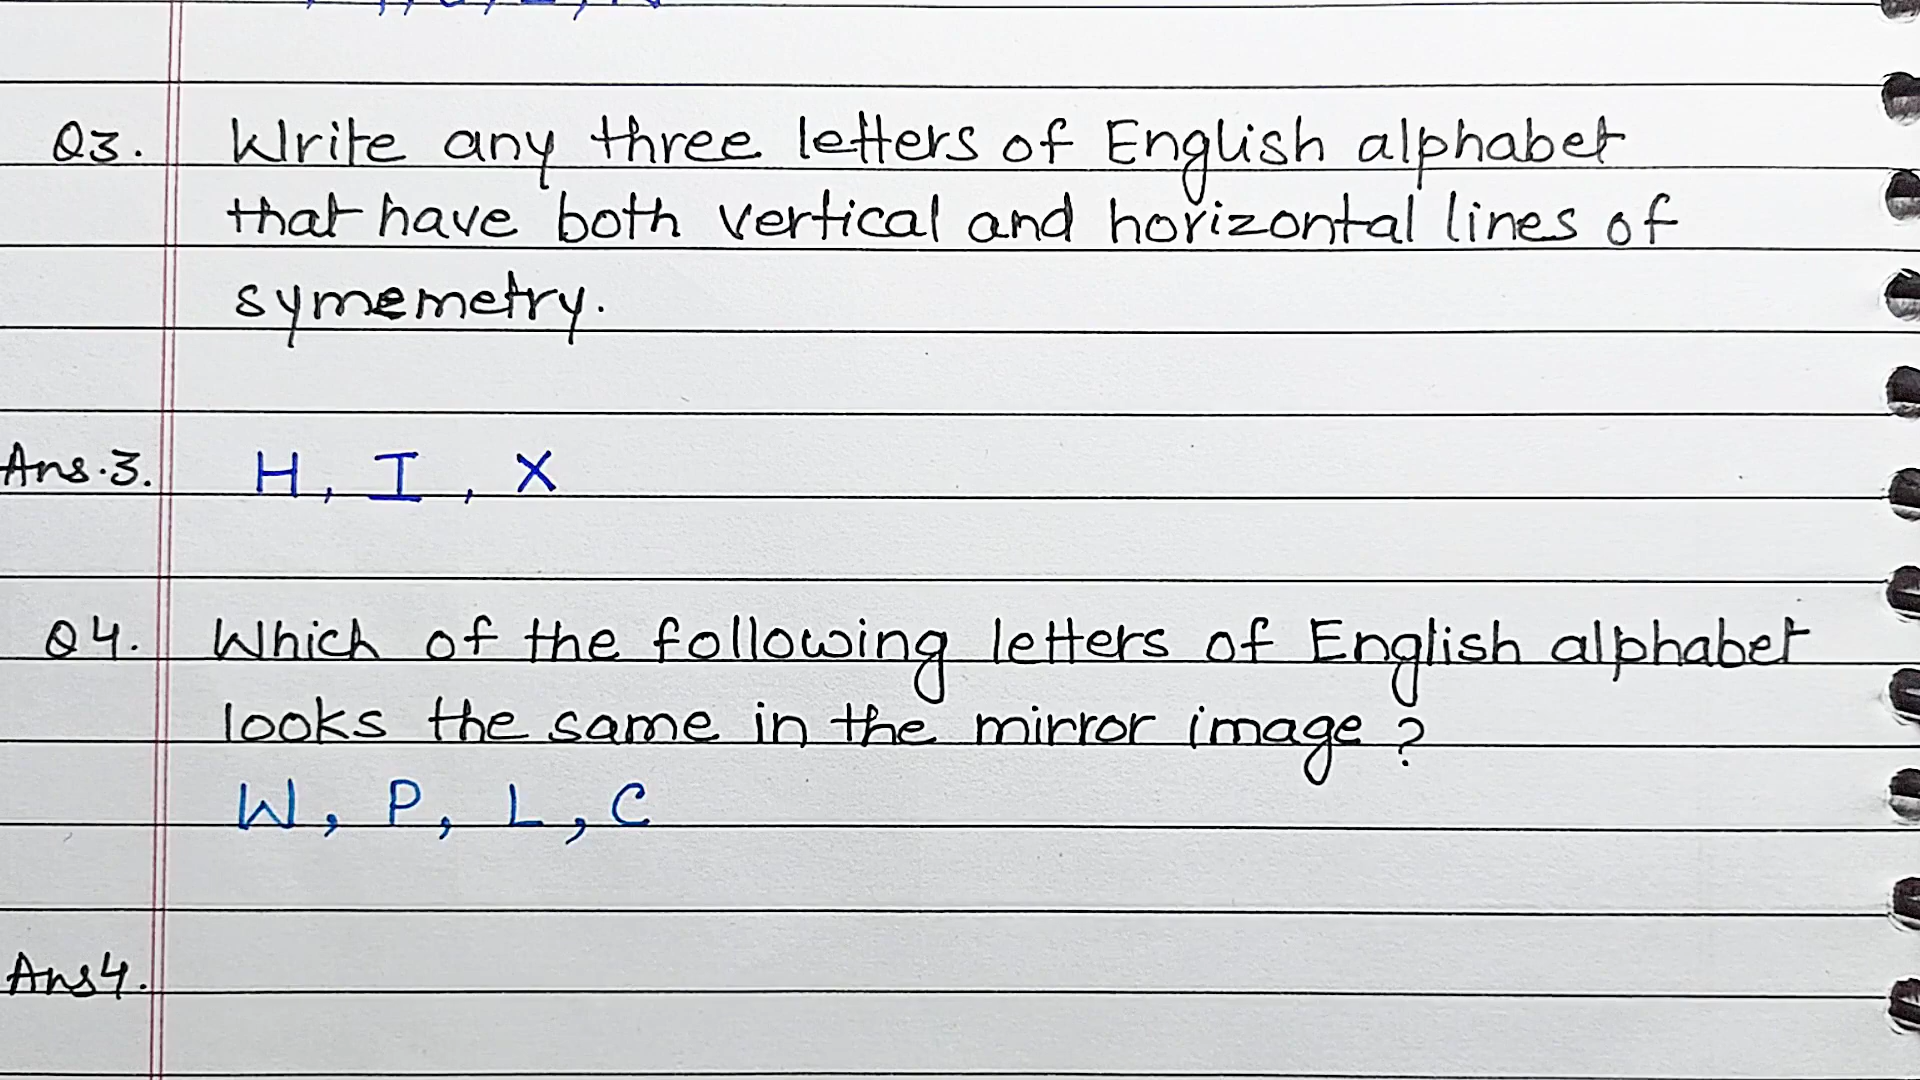 Q3. Write any three letters of English alphabet
that have both vertical and horizontal lines of
symemetry.
Ans.3. H, I, X
Q4. Which of the following letters of English alphabet
looks the same in the mirror image?
W, P, L, C
Ans4.